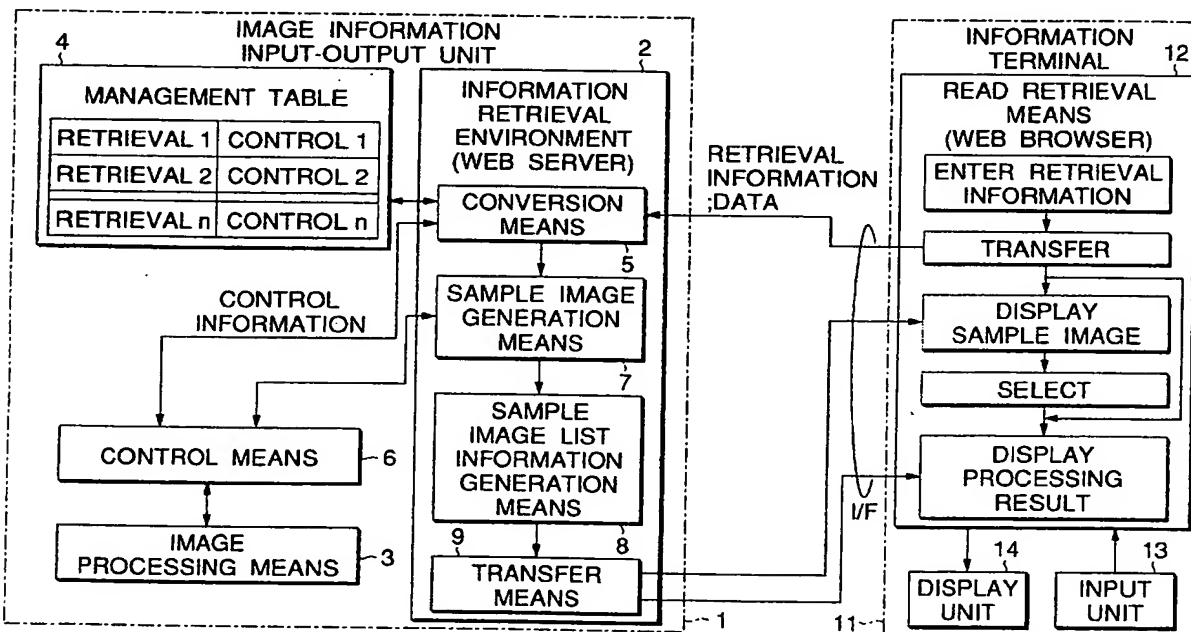 IMAGE INFORMATION
INPUT-OUTPUT UNIT
4
MANAGEMENT TABLE
RETRIEVAL 1 CONTROL 1
RETRIEVAL 2 CONTROL 2
RETRIEVAL n CONTROL n
2
INFORMATION
RETRIEVAL
ENVIRONMENT
(WEB SERVER)
CONVERSION
MEANS
5
SAMPLE IMAGE
GENERATION
MEANS
7
SAMPLE
IMAGE LIST
INFORMATION
GENERATION
MEANS
8
9
TRANSFER
MEANS
CONTROL
INFORMATION
CONTROL MEANS
6
IMAGE
PROCESSING MEANS
3
1
RETRIEVAL
INFORMATION
;DATA
I/F
INFORMATION
TERMINAL
12
READ RETRIEVAL
MEANS
(WEB BROWSER)
ENTER RETRIEVAL
INFORMATION
TRANSFER
DISPLAY
SAMPLE IMAGE
SELECT
DISPLAY
PROCESSING
RESULT
14
DISPLAY
UNIT
13
INPUT
UNIT
11